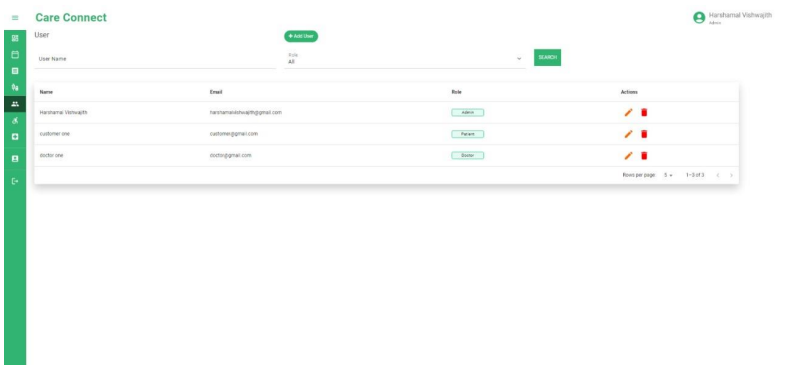 Care Connect
Harshamal Vishwajith
Admin
User
+ Add User
User Name
Role
All
SEARCH
Name Email Role Actions
Harshamal Vishwajith harshamalvishwajith@gmail.com Admin
customer one customer@gmail.com Patient
doctor one doctor@gmail.com Doctor
Rows per page: 5 1–3 of 3